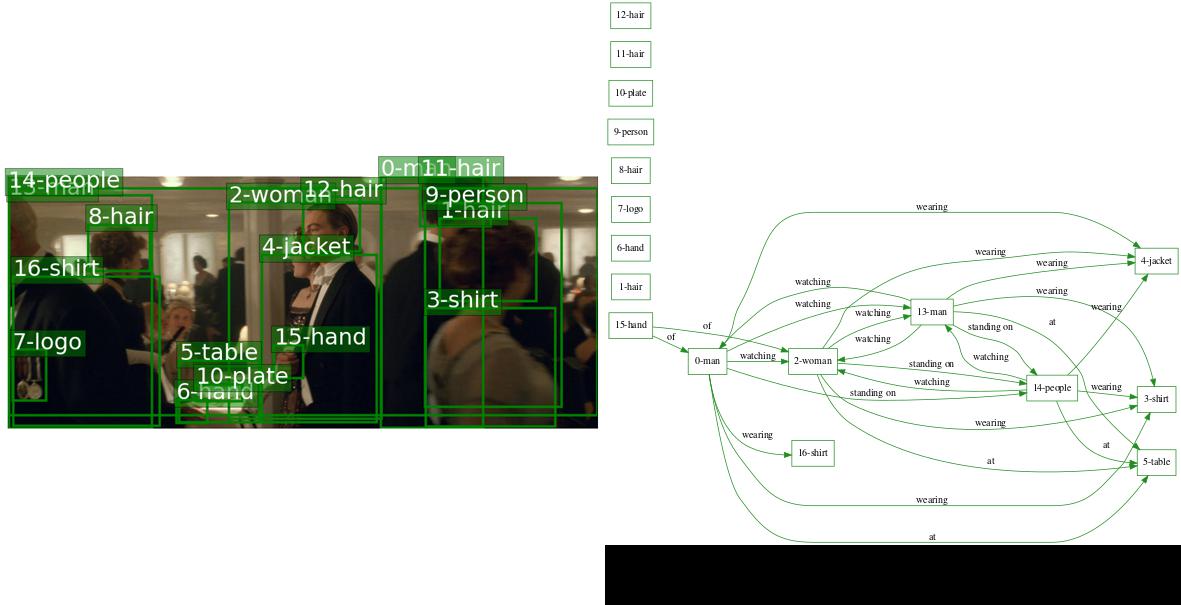 14-people
13-man
8-hair
16-shirt
7-logo
2-woman
12-hair
4-jacket
15-hand
5-table
10-plate
6-hand
0-man
11-hair
9-person
1-hair
3-shirt
12-hair
11-hair
10-plate
9-person
8-hair
7-logo
6-hand
1-hair
15-hand
of
of
0-man
watching
2-woman
watching
watching
watching
watching
13-man
wearing
wearing
wearing
wearing
wearing
at
standing on
watching
standing on
watching
standing on
14-people
wearing
wearing
at
at
wearing
16-shirt
wearing
at
4-jacket
3-shirt
5-table